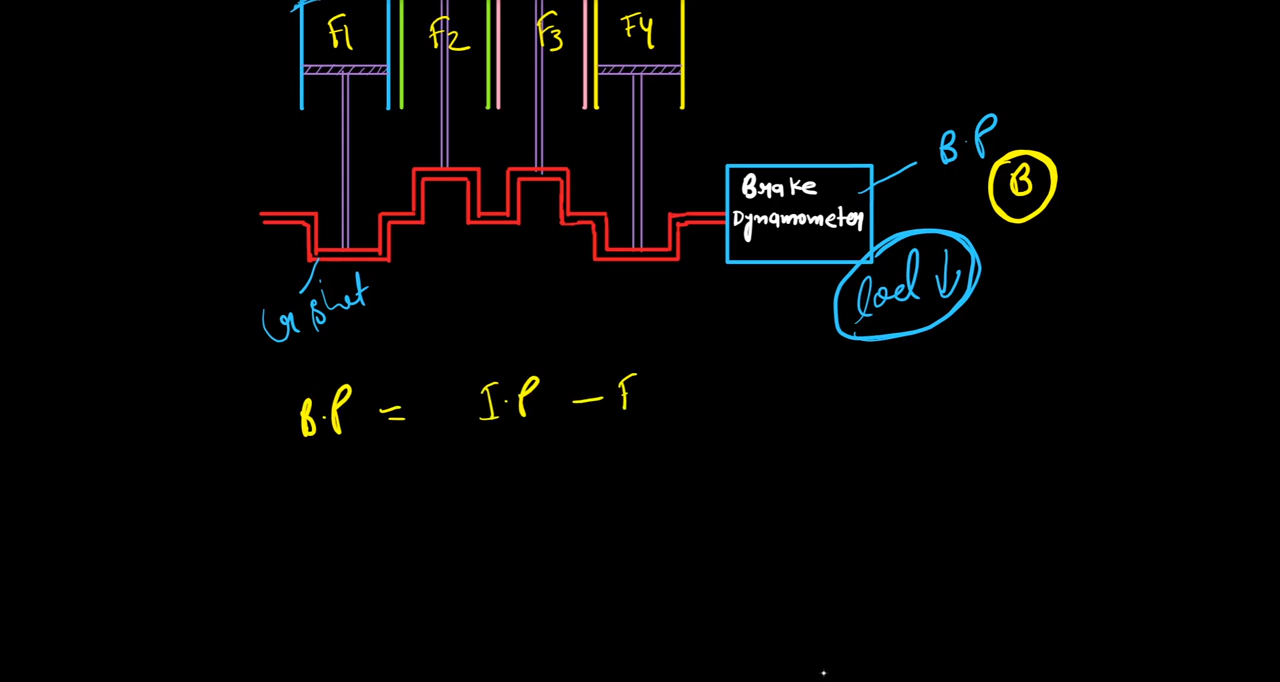 F1 F2 F3 F4
B.P
B
Brake
Dynamometer
load ↓
B.P = I.P - F